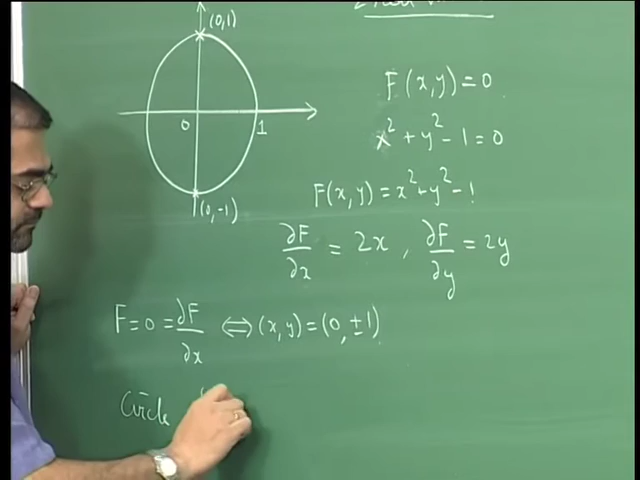 (0,1)
F(x,y)=0
0 1
x²+y²-1=0
F(x,y)=x²+y²-1
(0,-1)
∂F/∂x = 2x, ∂F/∂y = 2y
F=0=∂F/∂x ⟺ (x,y)=(0,±1)
Circle